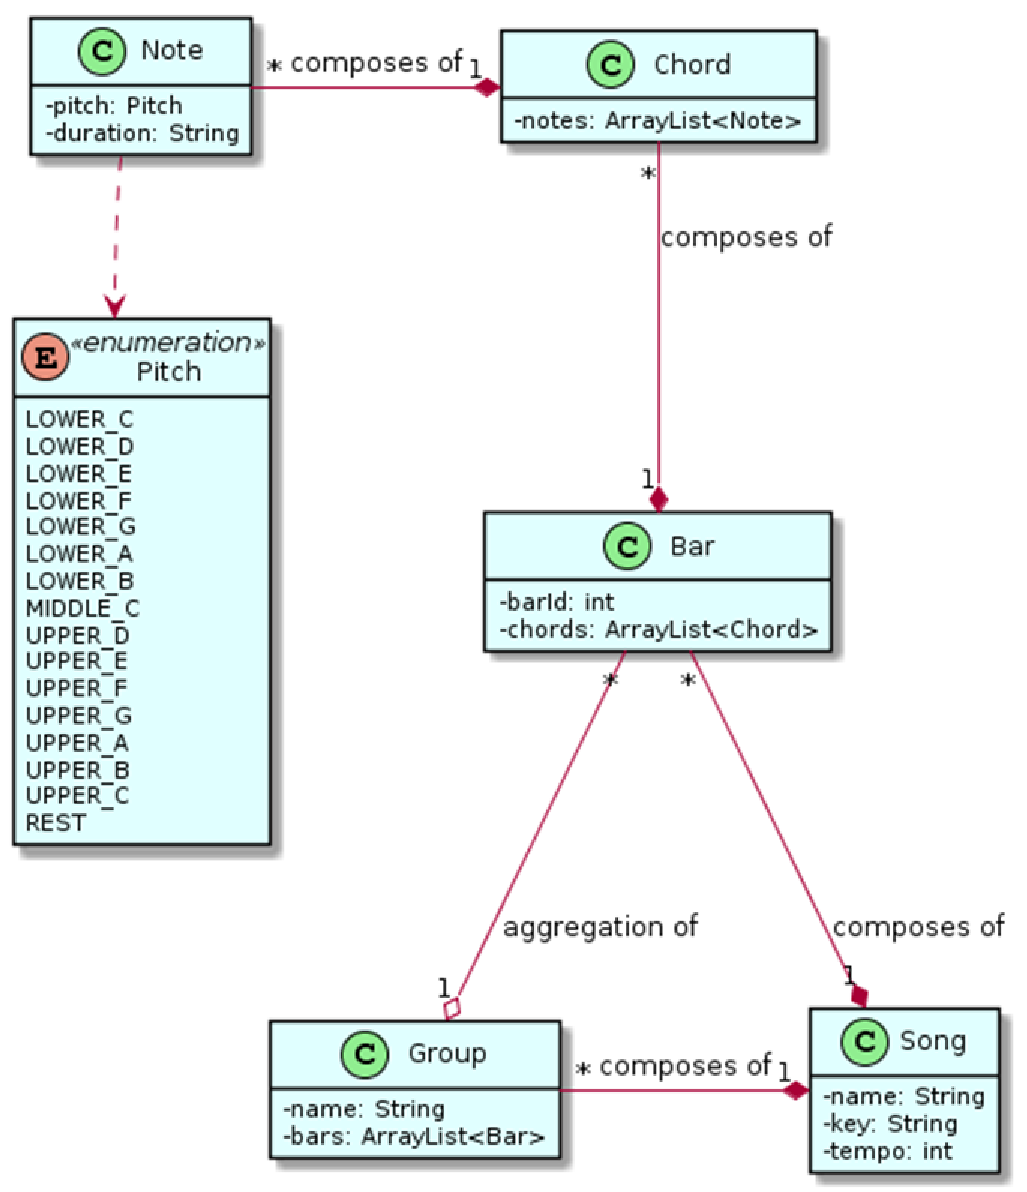 C Note
-pitch: Pitch
-duration: String
* composes of 1
C Chord
-notes: ArrayList<Note>
*
composes of
1
E «enumeration»
Pitch
LOWER_C
LOWER_D
LOWER_E
LOWER_F
LOWER_G
LOWER_A
LOWER_B
MIDDLE_C
UPPER_D
UPPER_E
UPPER_F
UPPER_G
UPPER_A
UPPER_B
UPPER_C
REST
C Bar
-barId: int
-chords: ArrayList<Chord>
* *
aggregation of
composes of
1
1
C Group
-name: String
-bars: ArrayList<Bar>
* composes of 1
C Song
-name: String
-key: String
-tempo: int